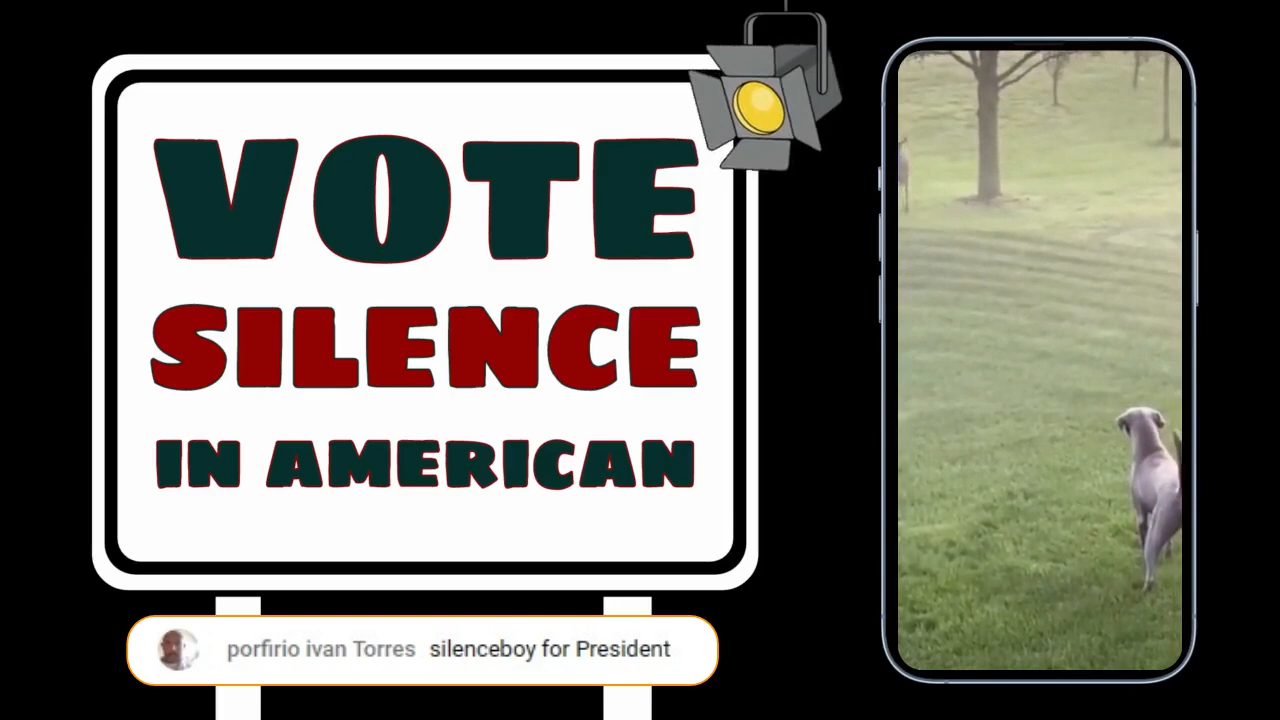 VOTE
SILENCE
IN AMERICAN
porfirio ivan Torres silenceboy for President